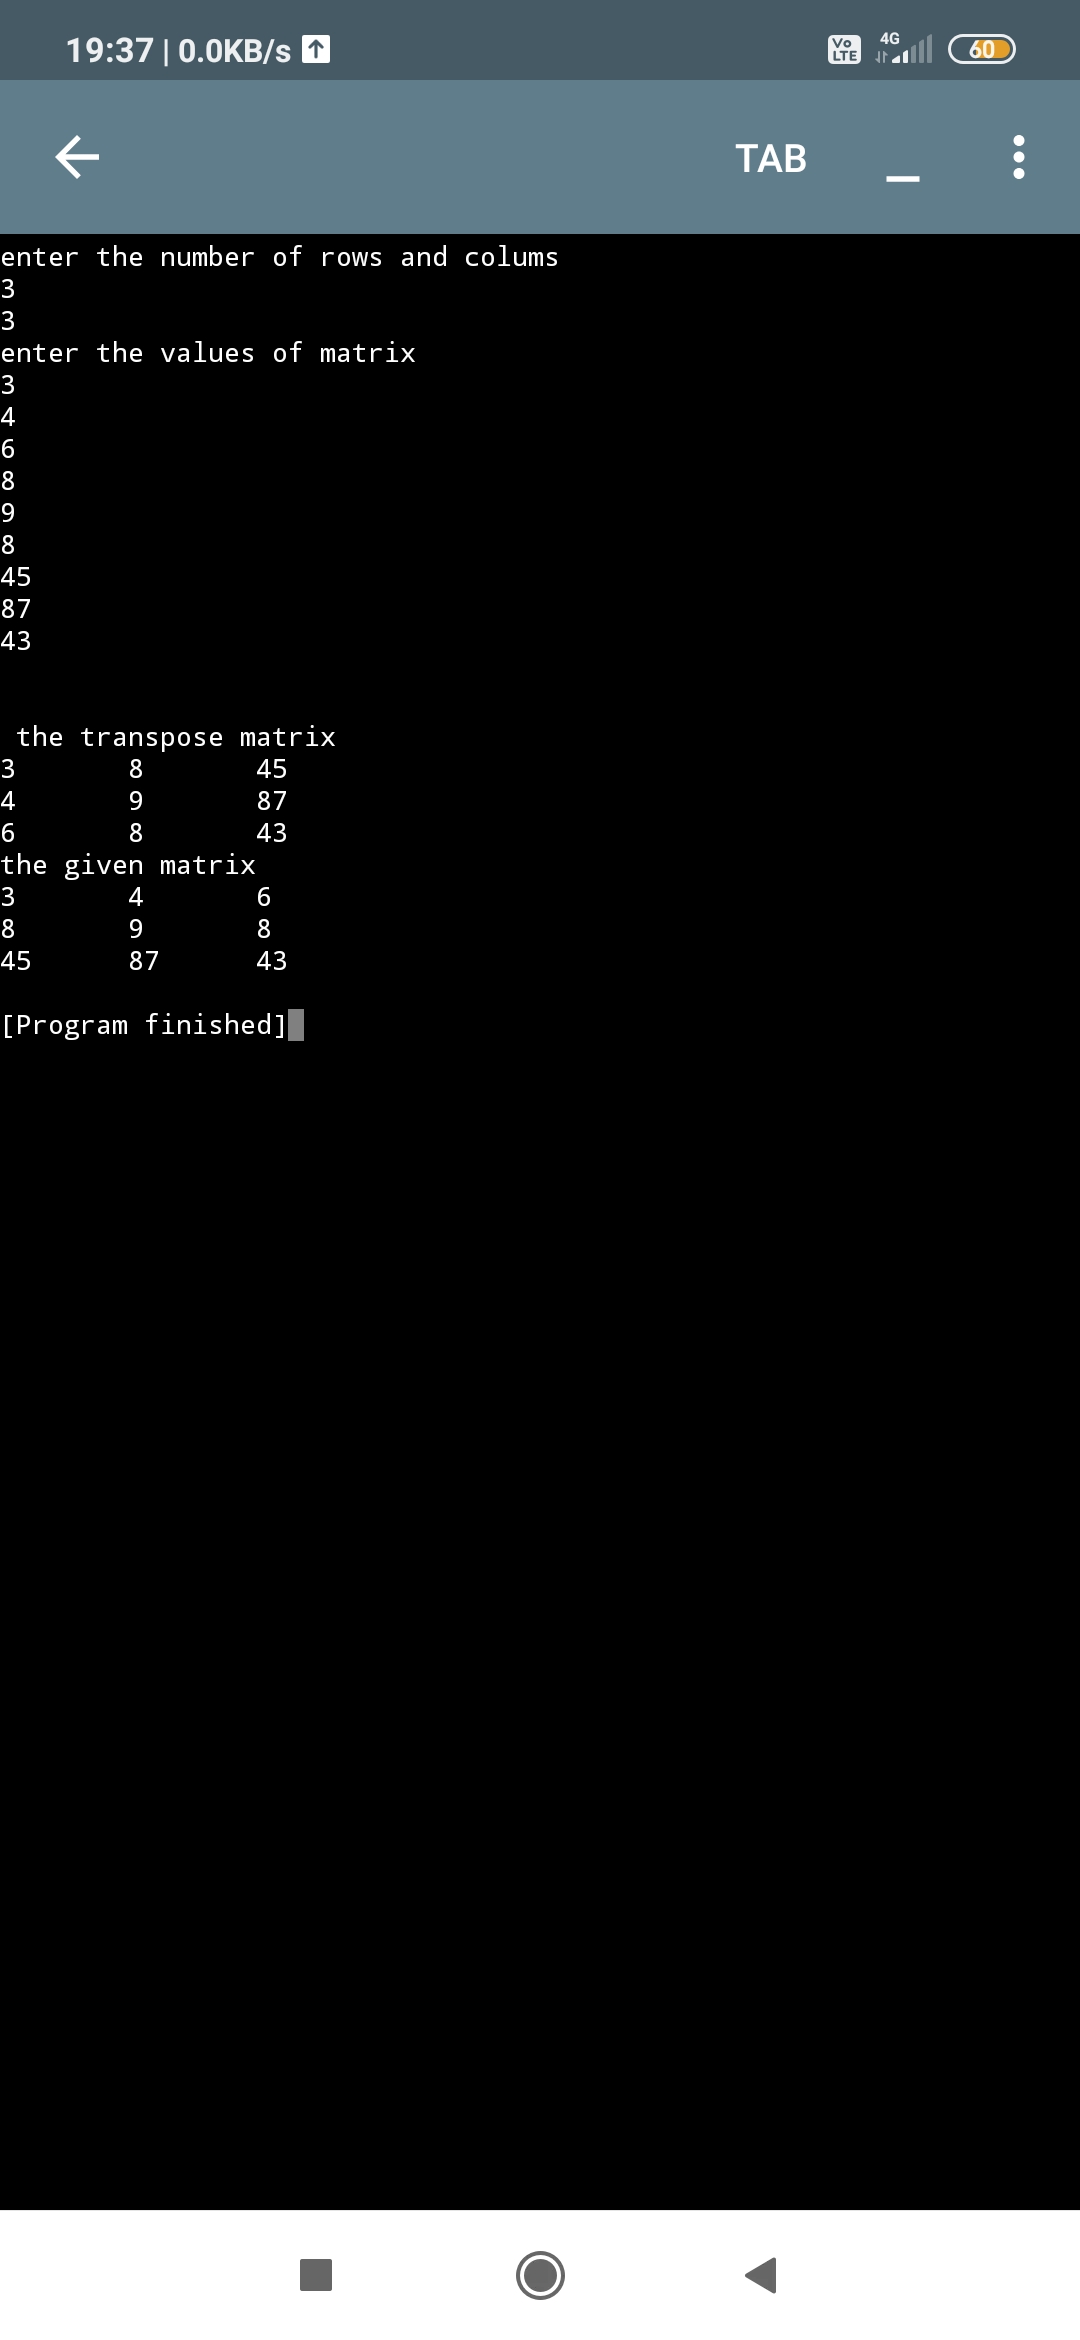 19:37 | 0.0KB/s
Vo LTE 4G 60
TAB _
enter the number of rows and colums
3
3
enter the values of matrix
3
4
6
8
9
8
45
87
43
the transpose matrix
3 8 45
4 9 87
6 8 43
the given matrix
3 4 6
8 9 8
45 87 43
[Program finished]